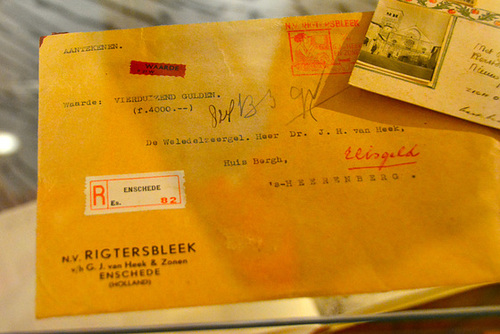 AANTEKENEN.
N.V. RIGTERSBLEEK
WAARDE
Waarde: VIERDUIZEND GULDEN.
(f.4000.--)
De Weledelzeergel. Heer Dr. J. H. van Heek,
Huis Bergh,
's-HEERENBERG.
R
ENSCHEDE
Es. 82
N.V. RIGTERSBLEEK
v/h G. J. van Heek & Zonen
ENSCHEDE
(HOLLAND)